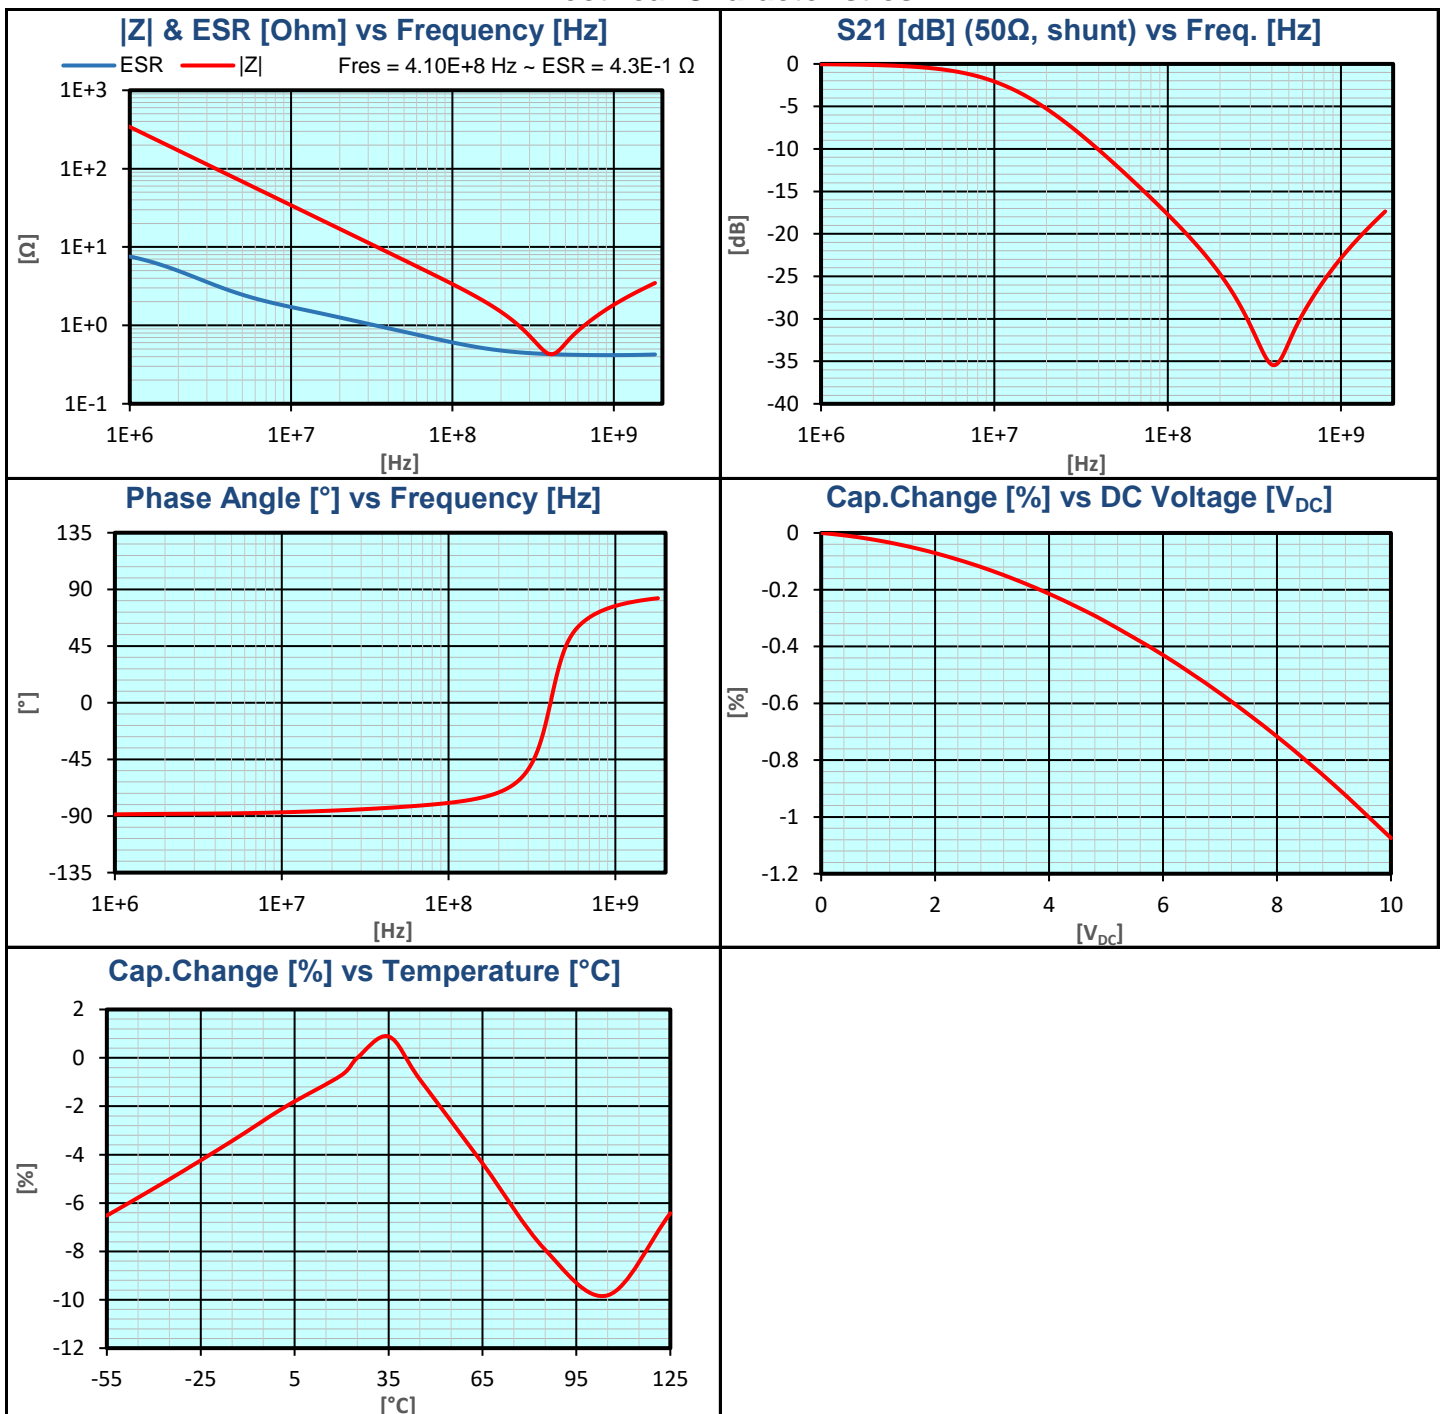 |Z| & ESR [Ohm] vs Frequency [Hz]
ESR |Z| Fres = 4.10E+8 Hz ~ ESR = 4.3E-1 Ω
1E+3
1E+2
1E+1
1E+0
1E-1
[Ω]
1E+6 1E+7 1E+8 1E+9
[Hz]
S21 [dB] (50Ω, shunt) vs Freq. [Hz]
0
-5
-10
-15
-20
-25
-30
-35
-40
[dB]
1E+6 1E+7 1E+8 1E+9
[Hz]
Phase Angle [°] vs Frequency [Hz]
135
90
45
0
-45
-90
-135
[°]
1E+6 1E+7 1E+8 1E+9
[Hz]
Cap.Change [%] vs DC Voltage [VDC]
0
-0.2
-0.4
-0.6
-0.8
-1
-1.2
[%]
0 2 4 6 8 10
[VDC]
Cap.Change [%] vs Temperature [°C]
2
0
-2
-4
-6
-8
-10
-12
[%]
-55 -25 5 35 65 95 125
[°C]